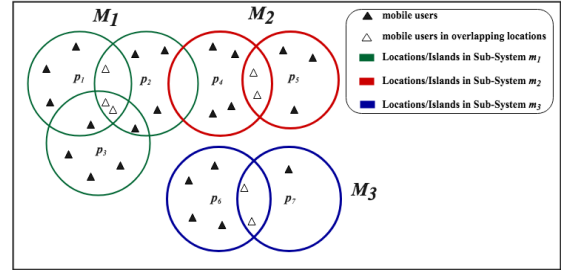 M1
M2
mobile users
mobile users in overlapping locations
Locations/Islands in Sub-System m1
Locations/Islands in Sub-System m2
Locations/Islands in Sub-System m3
p1
p2
p4
p5
p3
p6
p7
M3